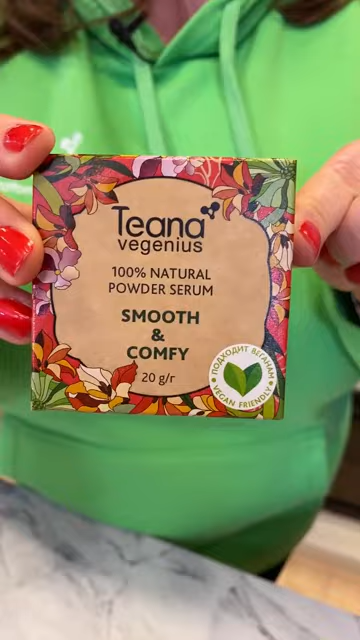 Teana
vegenius
100% NATURAL
POWDER SERUM
SMOOTH
&
COMFY
20 g/г
ПОДХОДИТ ВЕГАНАМ
VEGAN FRIENDLY